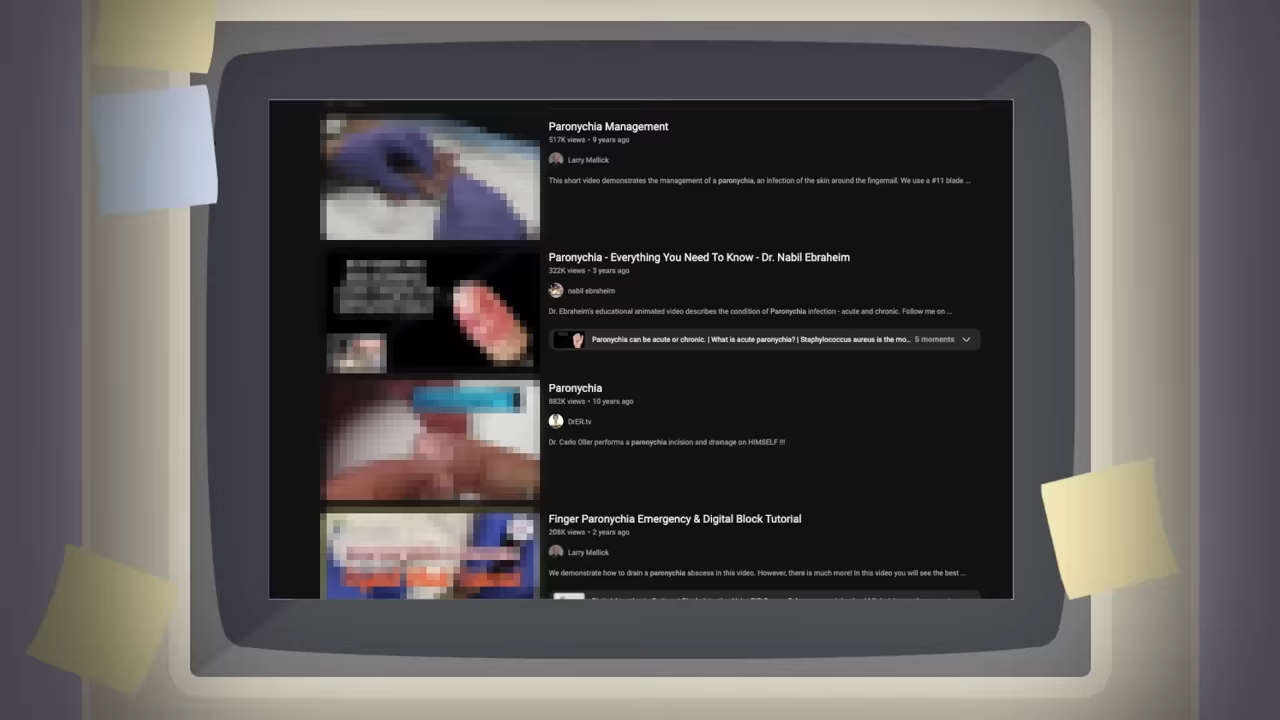 Paronychia Management
517K views • 9 years ago
Larry Mellick
This short video demonstrates the management of a paronychia, an infection of the skin around the fingernail. We use a #11 blade ...
Paronychia - Everything You Need To Know - Dr. Nabil Ebraheim
322K views • 3 years ago
nabil ebraheim
Dr. Ebraheim's educational animated video describes the condition of Paronychia infection - acute and chronic. Follow me on ...
Paronychia can be acute or chronic. | What is acute paronychia? | Staphylococcus aureus is the mo... 5 moments
Paronychia
882K views • 10 years ago
DrER.tv
Dr. Carlo Oller performs a paronychia incision and drainage on HIMSELF !!!
Finger Paronychia Emergency & Digital Block Tutorial
208K views • 2 years ago
Larry Mellick
We demonstrate how to drain a paronychia abscess in this video. However, there is much more! In this video you will see the best ...